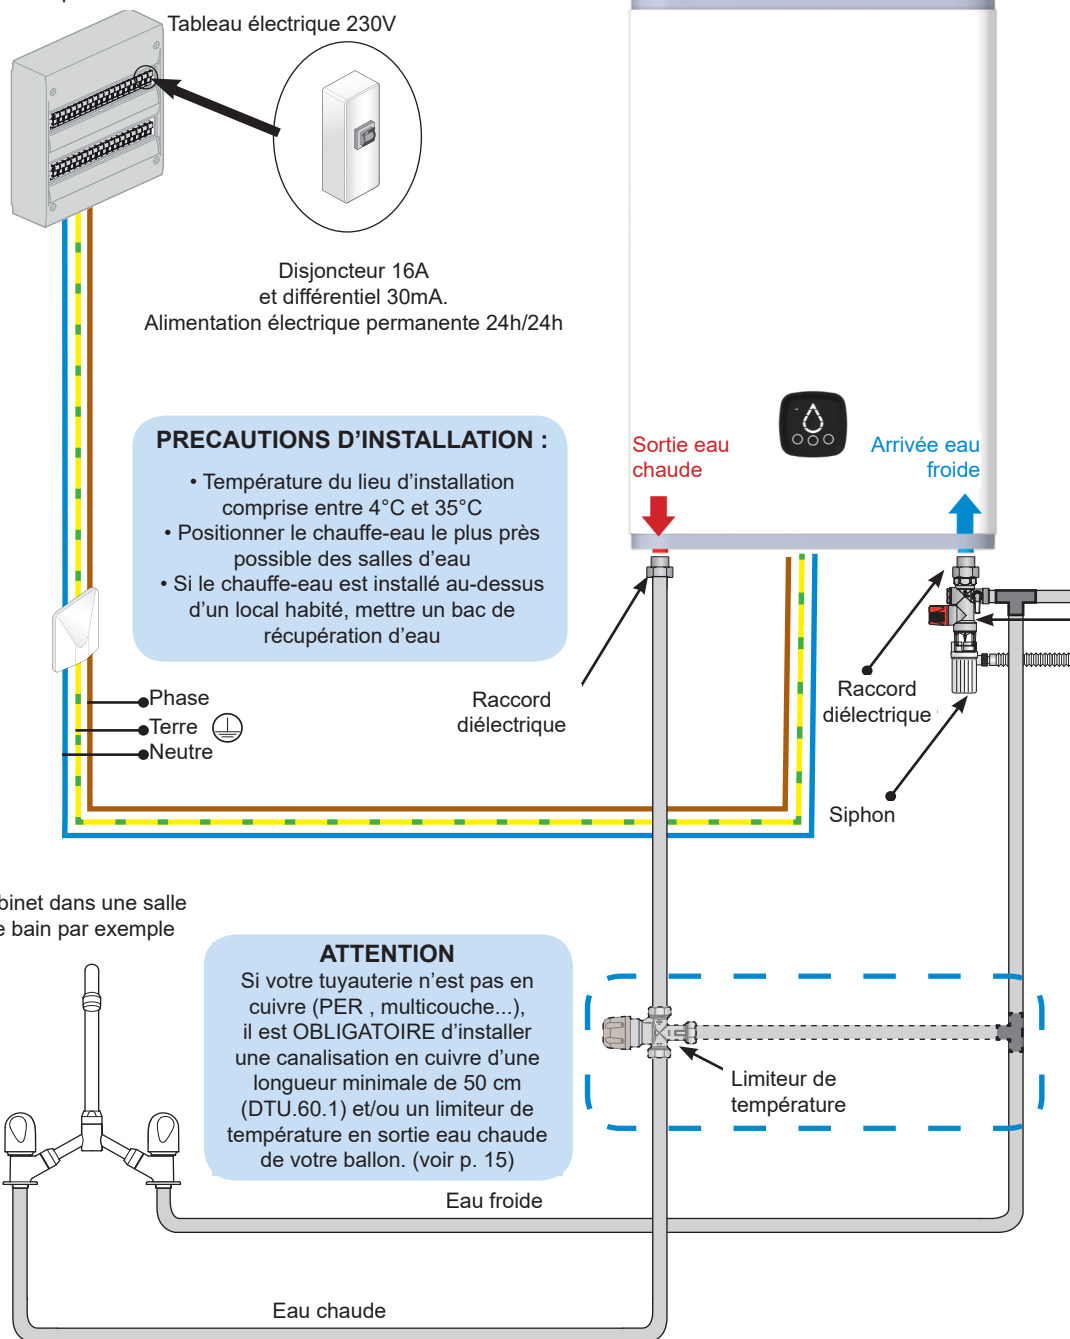 Tableau électrique 230V
Disjoncteur 16A
et différentiel 30mA.
Alimentation électrique permanente 24h/24h
PRECAUTIONS D’INSTALLATION :
• Température du lieu d’installation
comprise entre 4°C et 35°C
• Positionner le chauffe-eau le plus près
possible des salles d’eau
• Si le chauffe-eau est installé au-dessus
d’un local habité, mettre un bac de
récupération d’eau
Sortie eau
chaude
Arrivée eau
froide
Phase
Terre
Neutre
Raccord
diélectrique
Raccord
diélectrique
Siphon
binet dans une salle
e bain par exemple
ATTENTION
Si votre tuyauterie n’est pas en
cuivre (PER , multicouche...),
il est OBLIGATOIRE d’installer
une canalisation en cuivre d’une
longueur minimale de 50 cm
(DTU.60.1) et/ou un limiteur de
température en sortie eau chaude
de votre ballon. (voir p. 15)
Limiteur de
température
Eau froide
Eau chaude